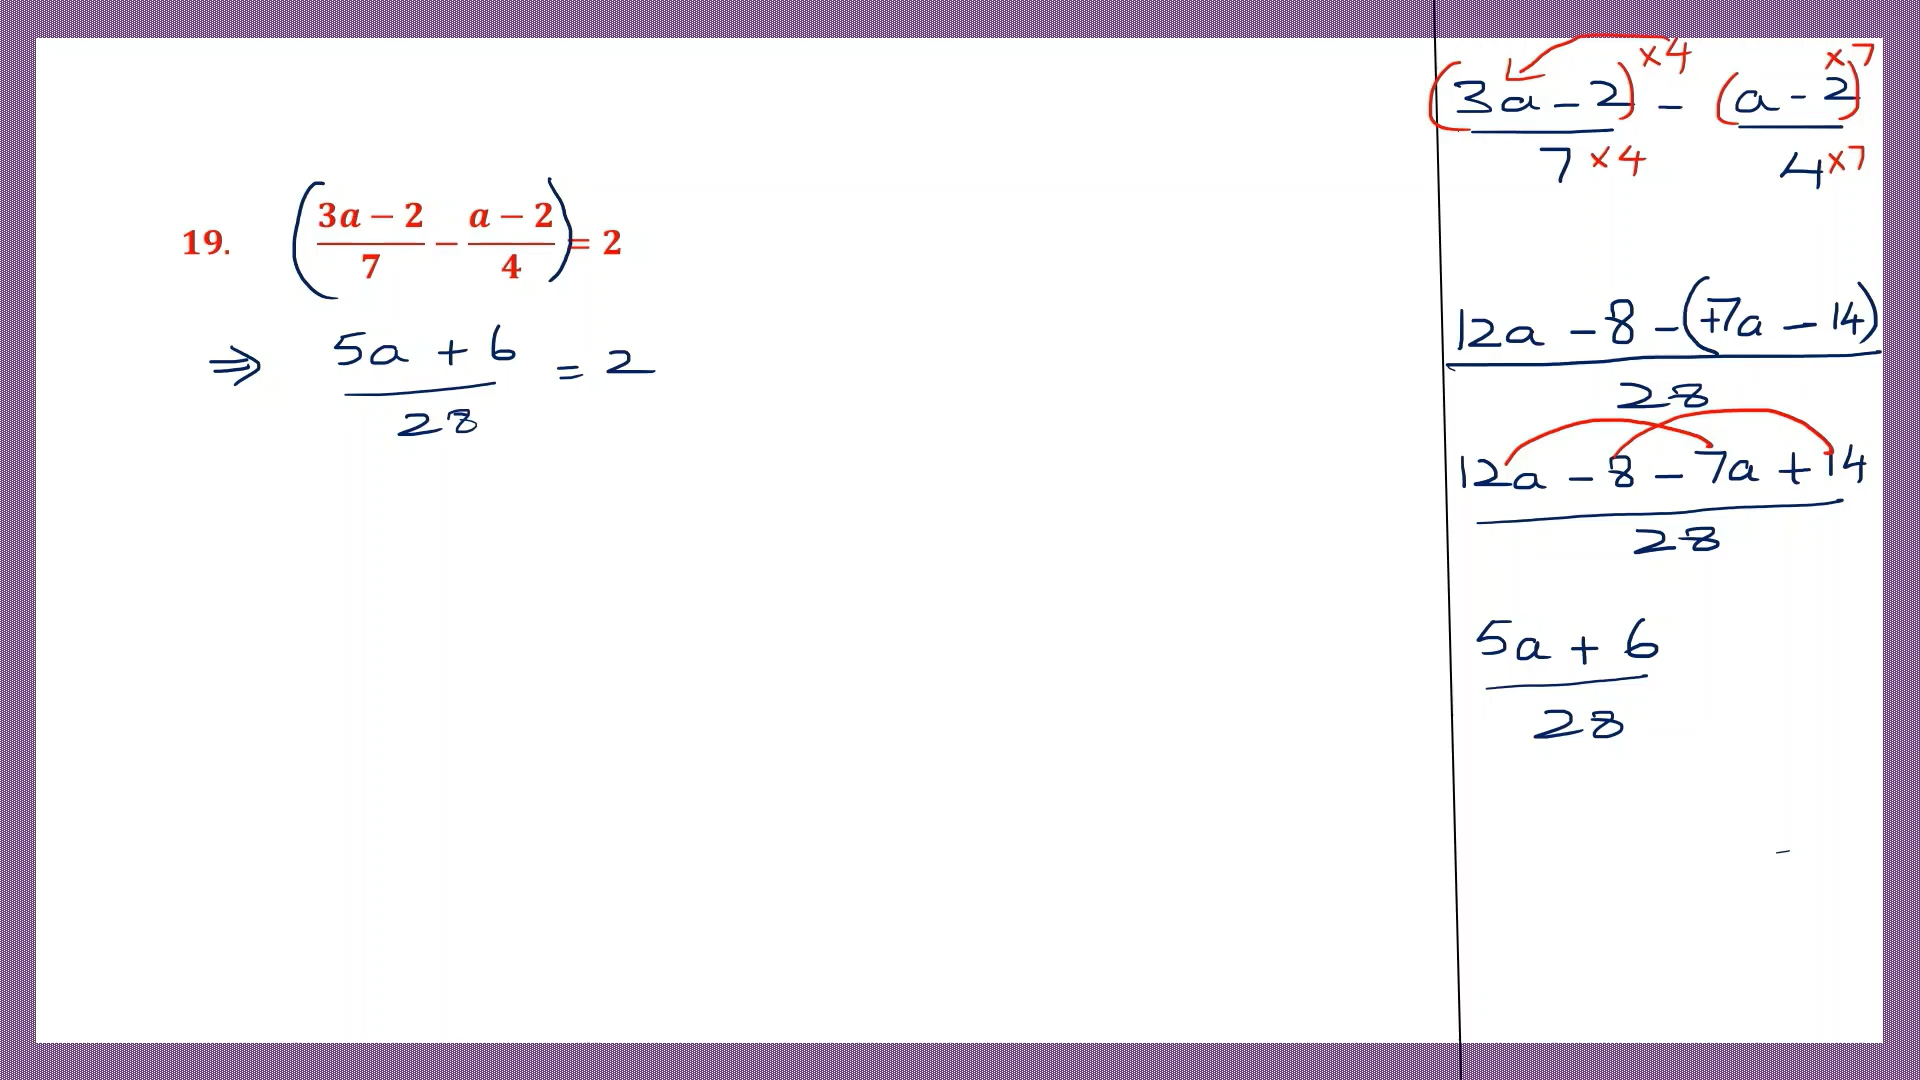 19. (3a − 2)/7 − (a − 2)/4 = 2
⇒ (5a + 6)/28 = 2
(3a − 2)×4 − (a − 2)×7
7×4 4×7
12a − 8 − (+7a − 14)
28
12a − 8 − 7a + 14
28
5a + 6
28